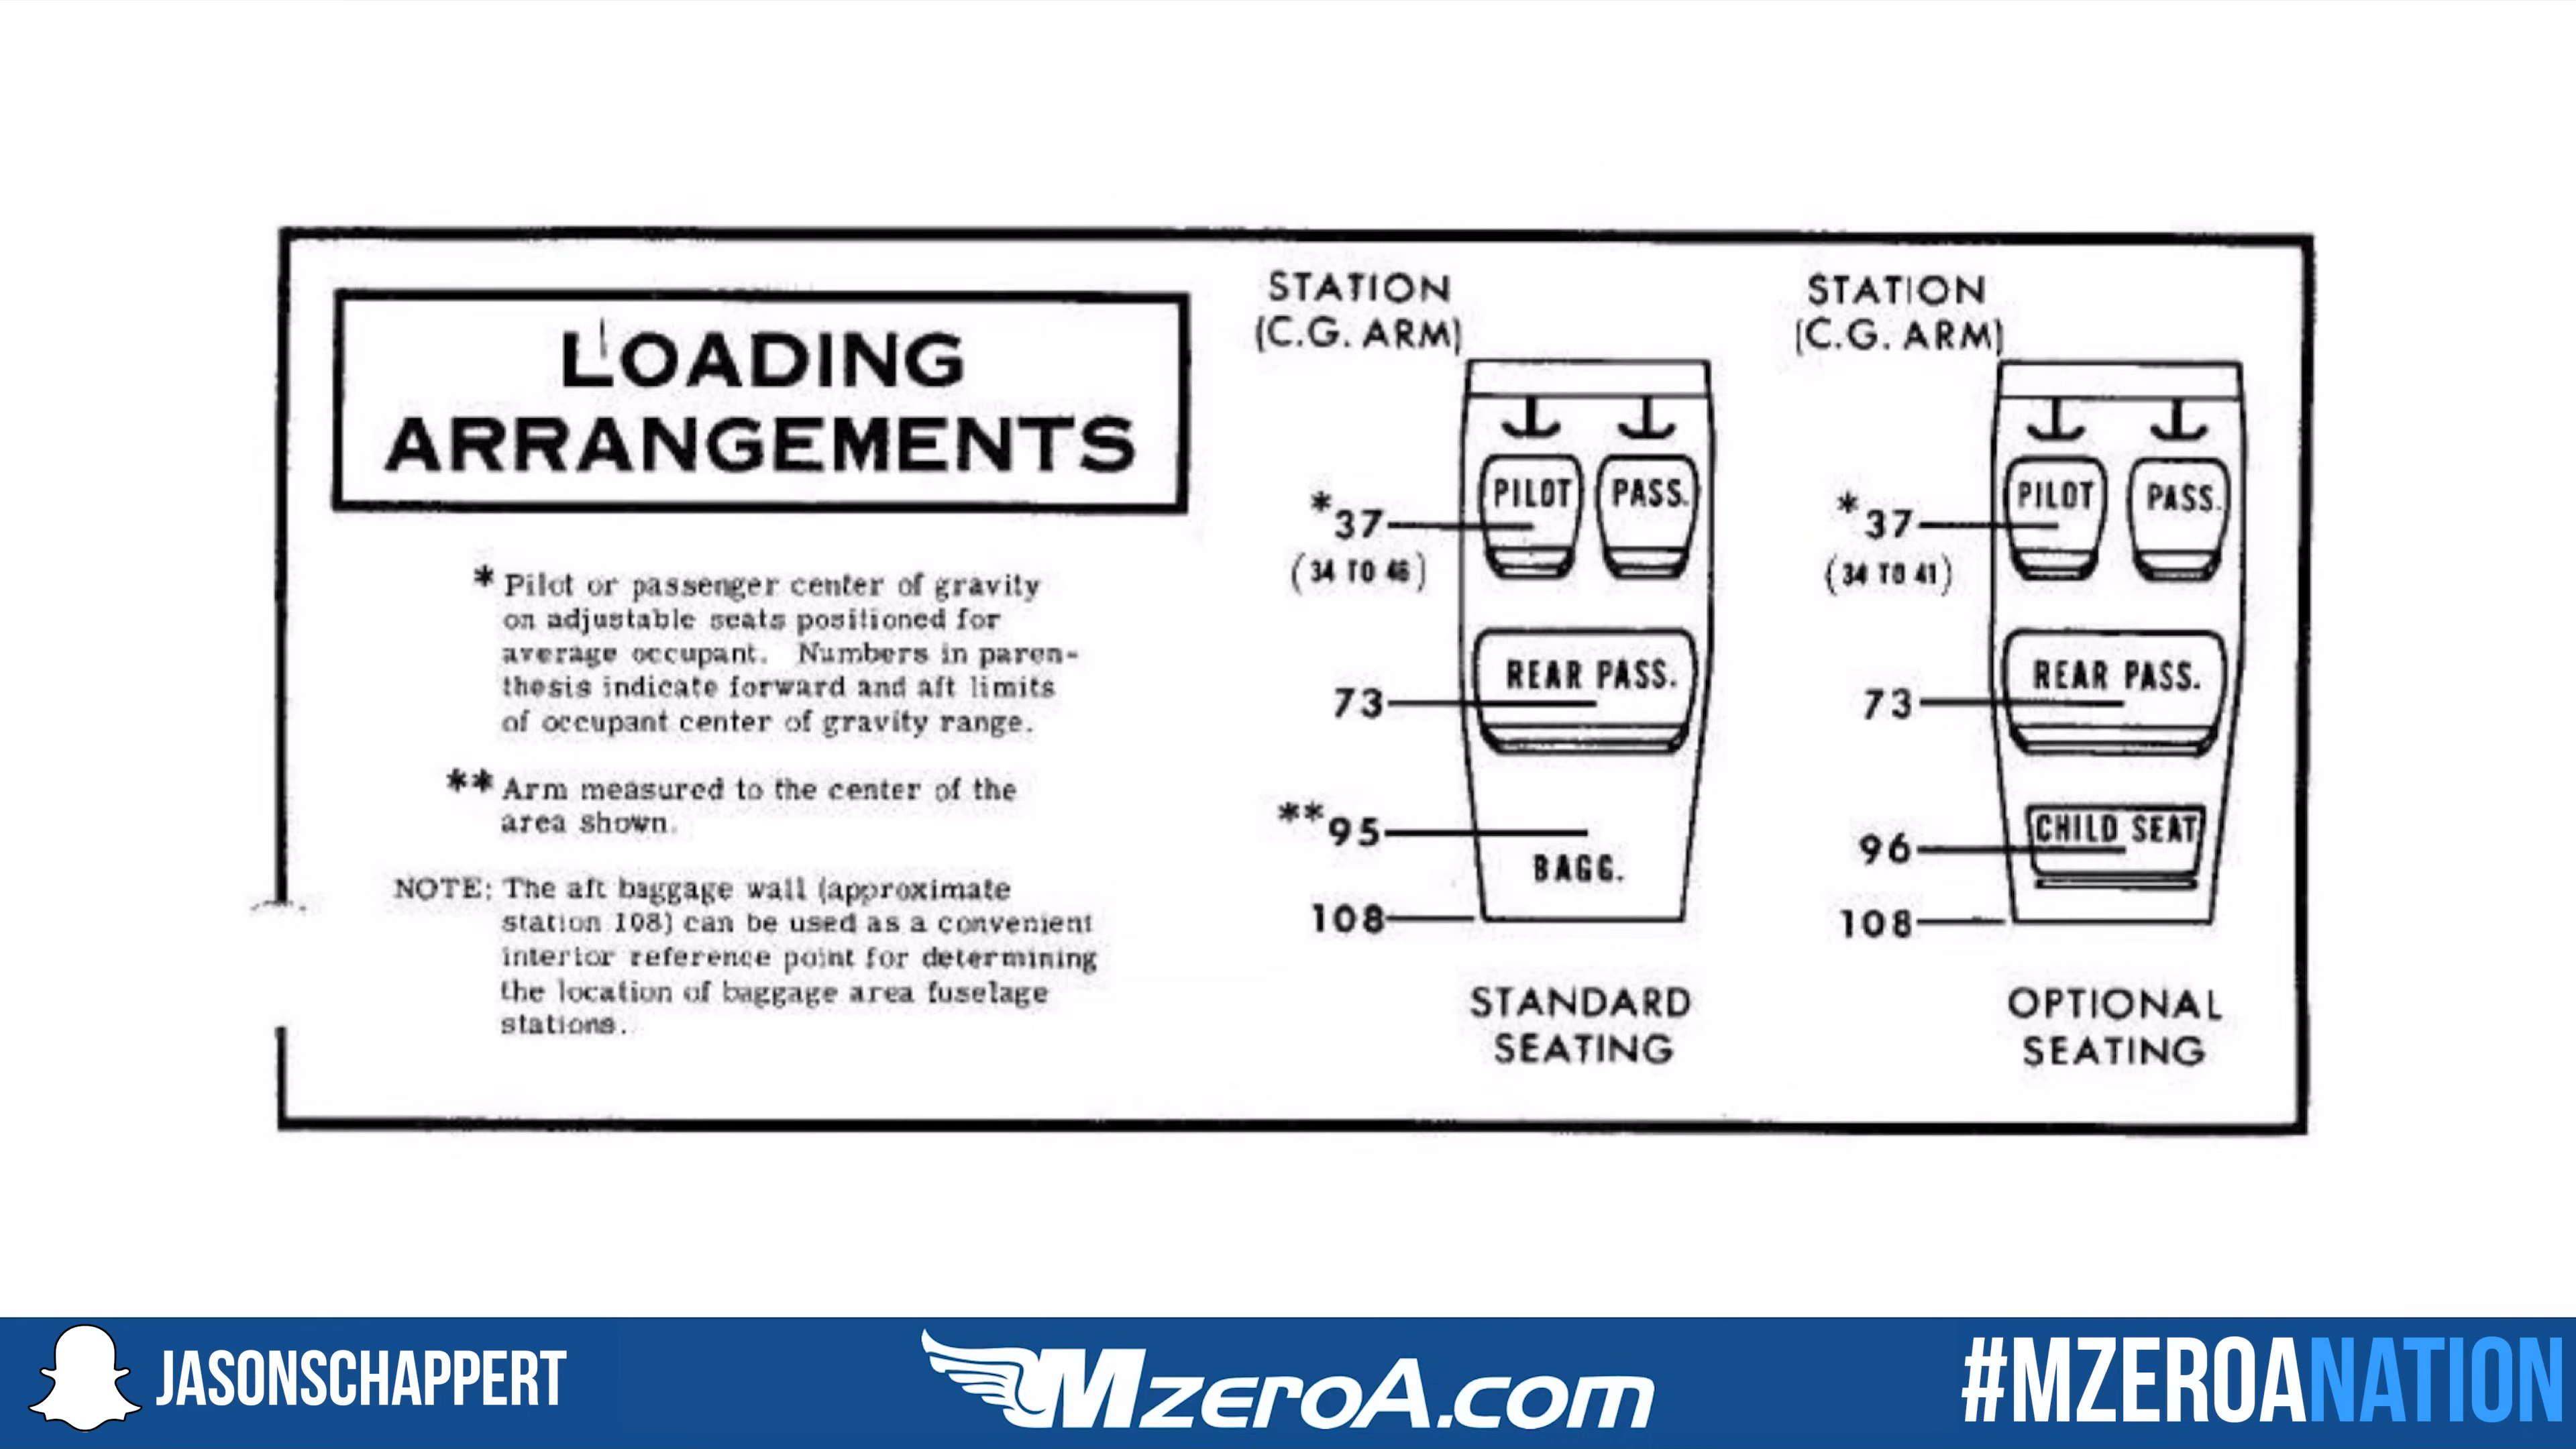 LOADING
ARRANGEMENTS
* Pilot or passenger center of gravity
on adjustable seats positioned for
average occupant. Numbers in paren-
thesis indicate forward and aft limits
of occupant center of gravity range.
** Arm measured to the center of the
area shown.
NOTE: The aft baggage wall (approximate
station 108) can be used as a convenient
interior reference point for determining
the location of baggage area fuselage
stations.
STATION
(C.G. ARM)
PILOT PASS.
*37
(34 TO 46)
REAR PASS.
73
**95
BAGG.
108
STANDARD
SEATING
STATION
(C.G. ARM)
PILOT PASS.
*37
(34 TO 41)
REAR PASS.
73
CHILD SEAT
96
108
OPTIONAL
SEATING
JASONSCHAPPERT
MzeroA.com
#MZEROANATION